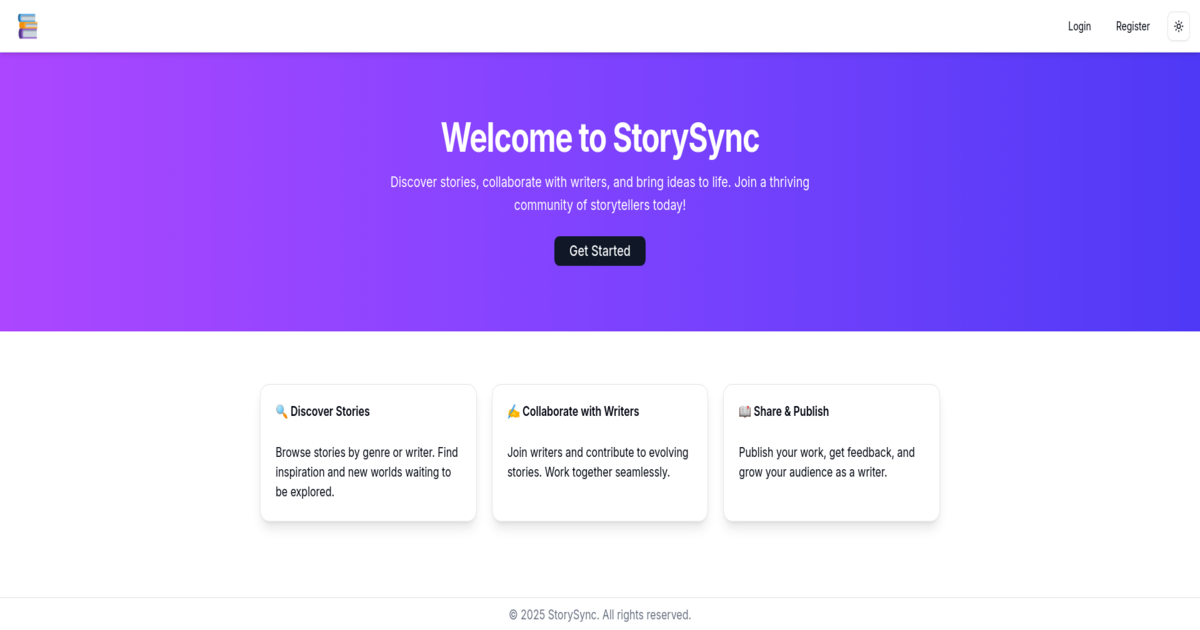 Login
Register
Welcome to StorySync
Discover stories, collaborate with writers, and bring ideas to life. Join a thriving
community of storytellers today!
Get Started
🔍 Discover Stories
Browse stories by genre or writer. Find
inspiration and new worlds waiting to
be explored.
✍️ Collaborate with Writers
Join writers and contribute to evolving
stories. Work together seamlessly.
📖 Share & Publish
Publish your work, get feedback, and
grow your audience as a writer.
© 2025 StorySync. All rights reserved.